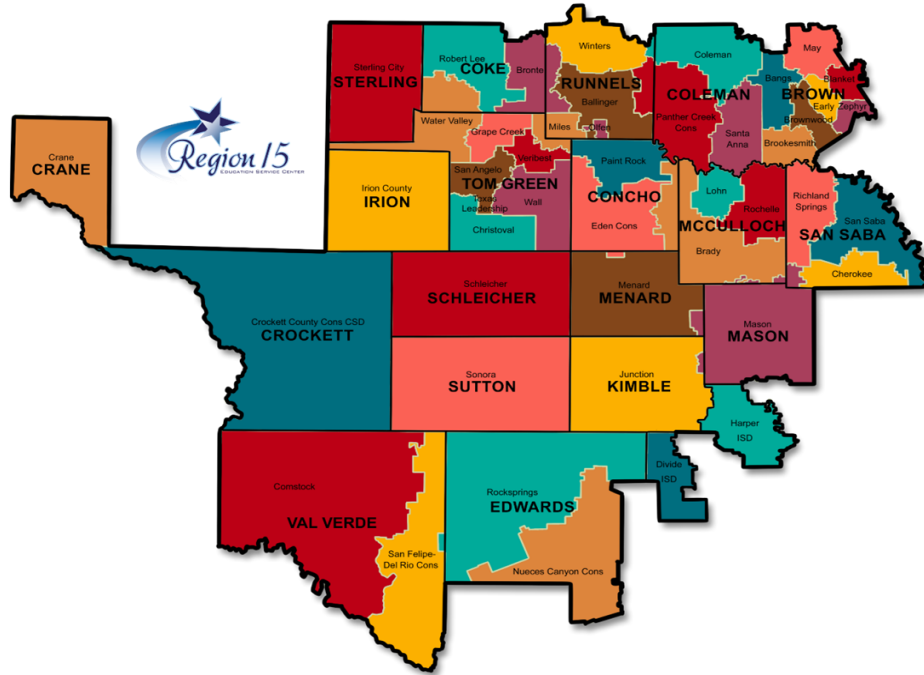 Region 15
EDUCATION SERVICE CENTER
Crane
CRANE
Sterling City
STERLING
Robert Lee
COKE
Bronte
Winters
RUNNELS
Ballinger
Olfen
Coleman
COLEMAN
Panther Creek
Cons
Santa
Anna
May
Bangs
Blanket
BROWN
Early
Zephyr
Brownwood
Brookesmith
Water Valley
Grape Creek
Miles
Veribest
San Angelo
TOM GREEN
Texas
Leadership
Wall
Christoval
Irion County
IRION
Paint Rock
CONCHO
Eden Cons
Lohn
Rochelle
MCCULLOCH
Brady
Richland
Springs
San Saba
SAN SABA
Cherokee
Crockett County Cons CSD
CROCKETT
Schleicher
SCHLEICHER
Menard
MENARD
Mason
MASON
Sonora
SUTTON
Junction
KIMBLE
Harper
ISD
Divide
ISD
Comstock
VAL VERDE
San Felipe-
Del Rio Cons
Rocksprings
EDWARDS
Nueces Canyon Cons